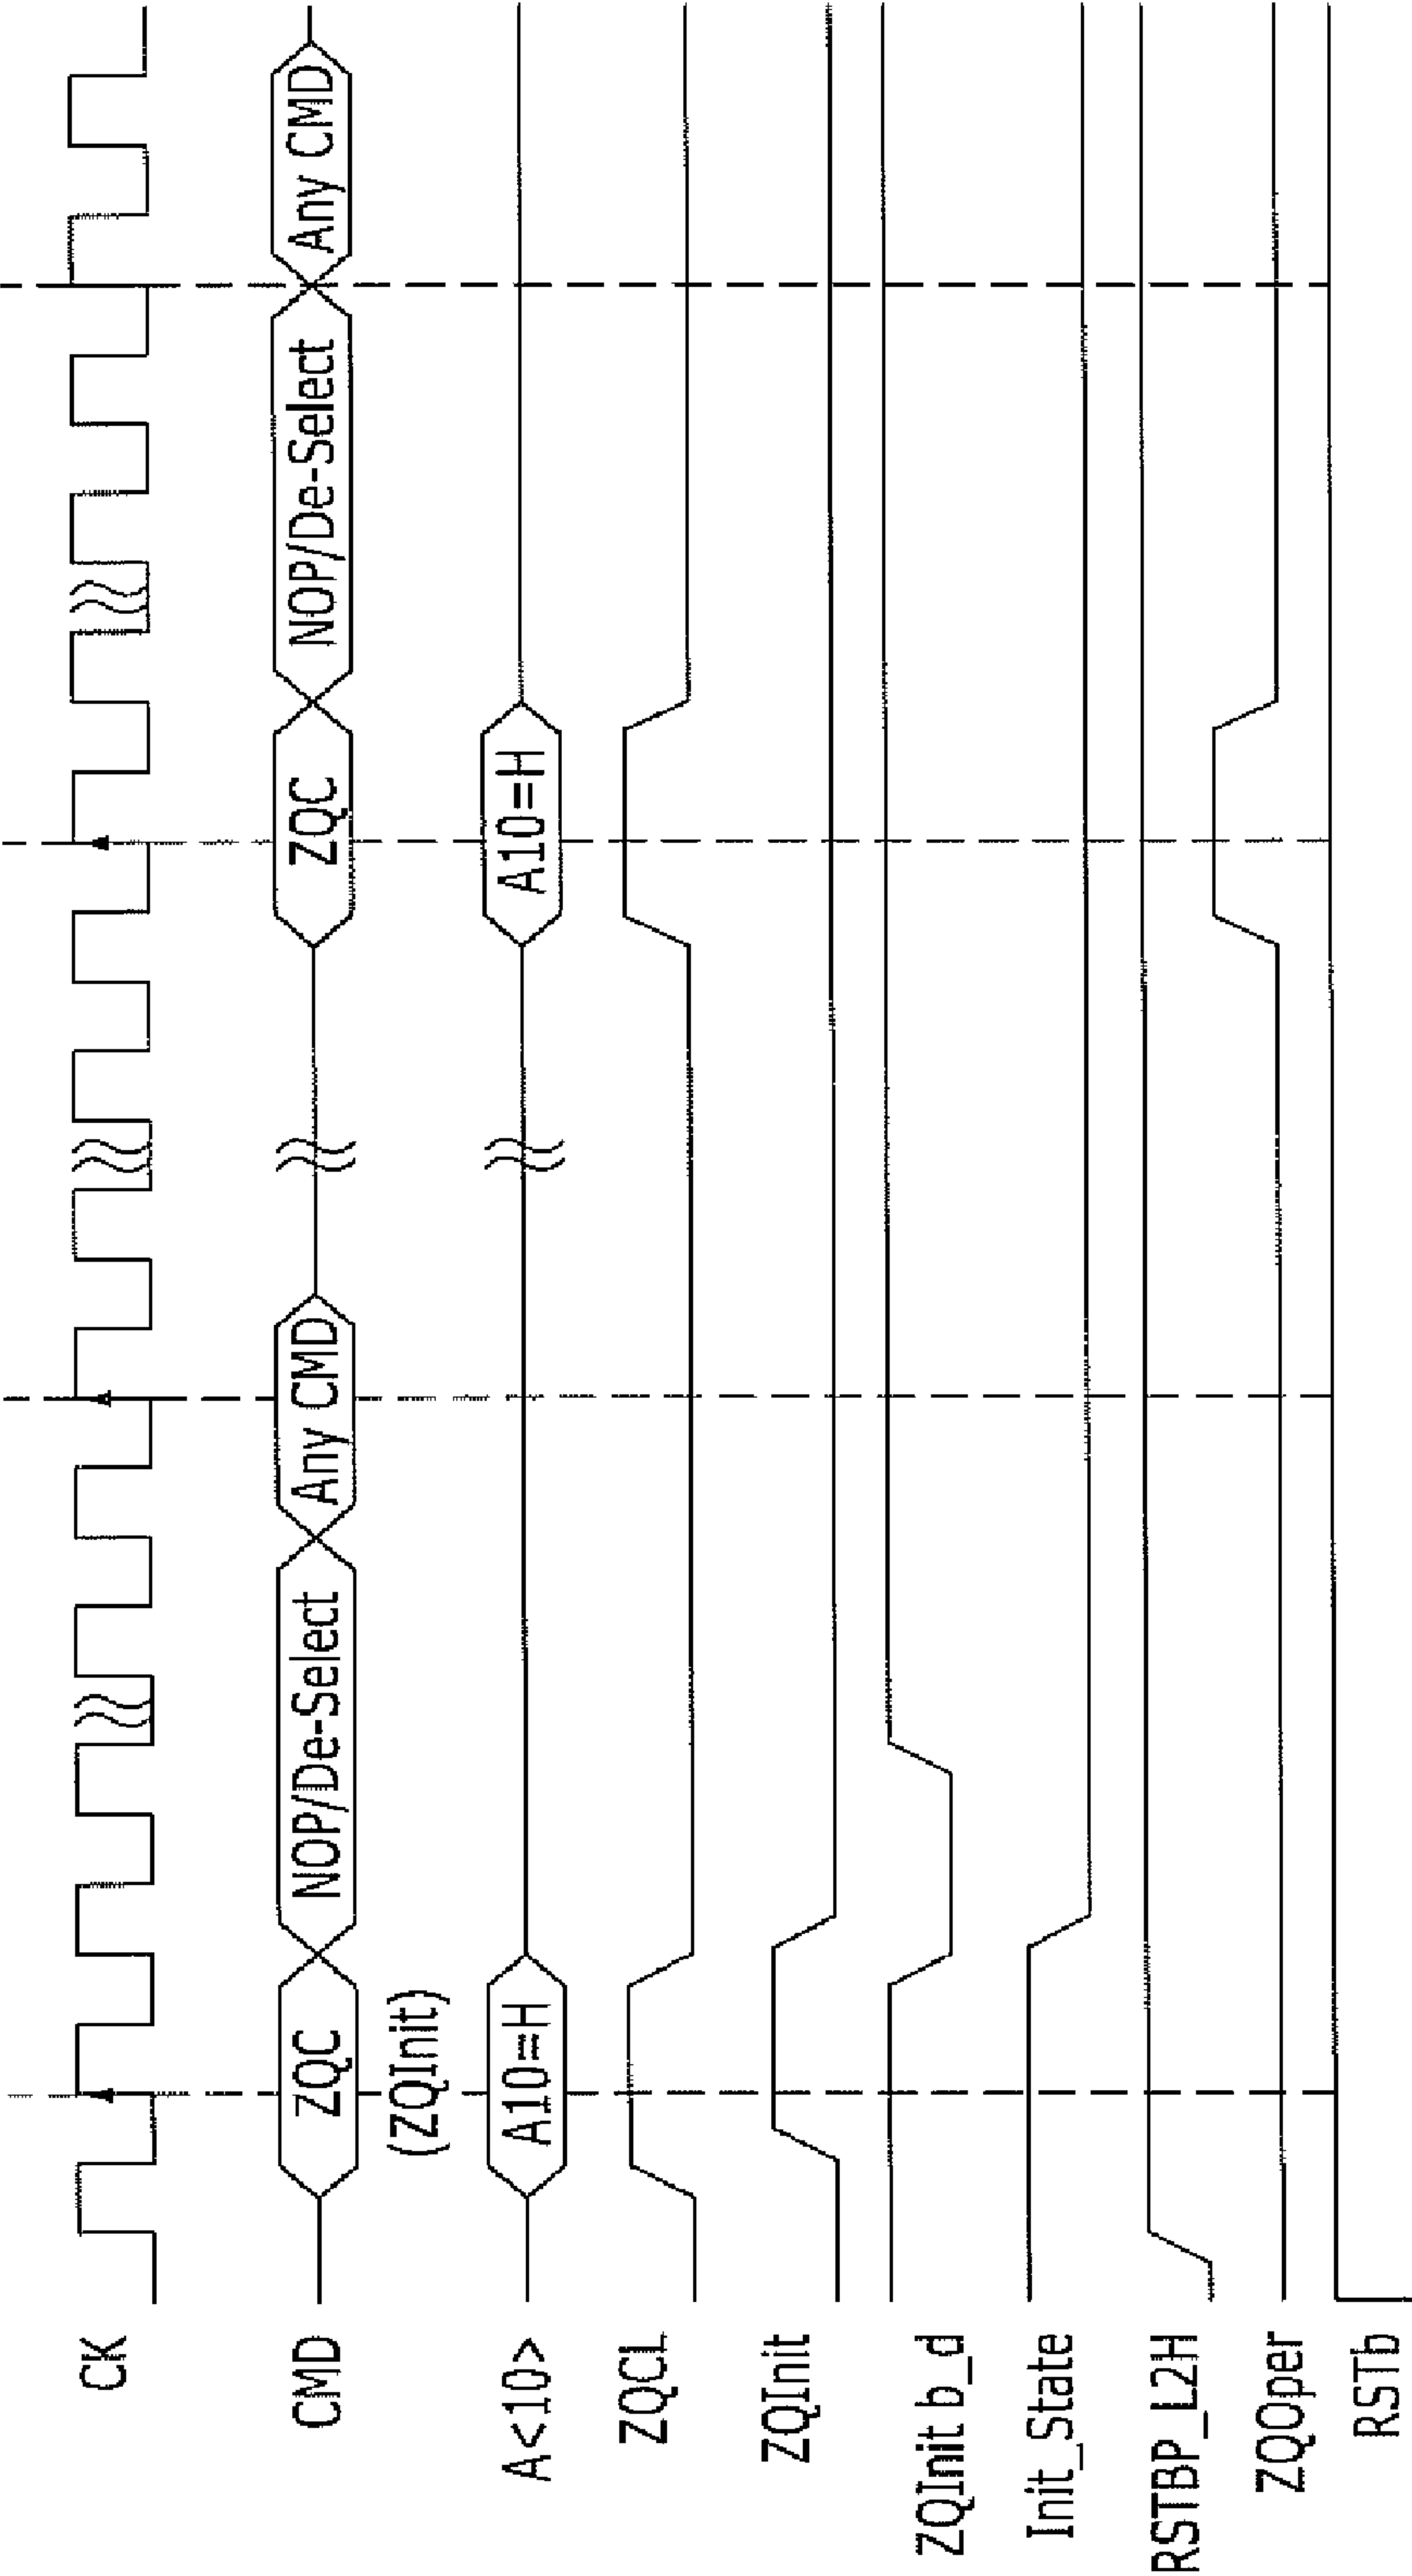 CK
CMD
ZQC
NOP/De-Select
Any CMD
ZQC
NOP/De-Select
Any CMD
(ZQInit)
A<10>
A10=H
A10=H
ZQCL
ZQInit
ZQInit b_d
Init_State
RSTBP_L2H
ZQOper
RSTb